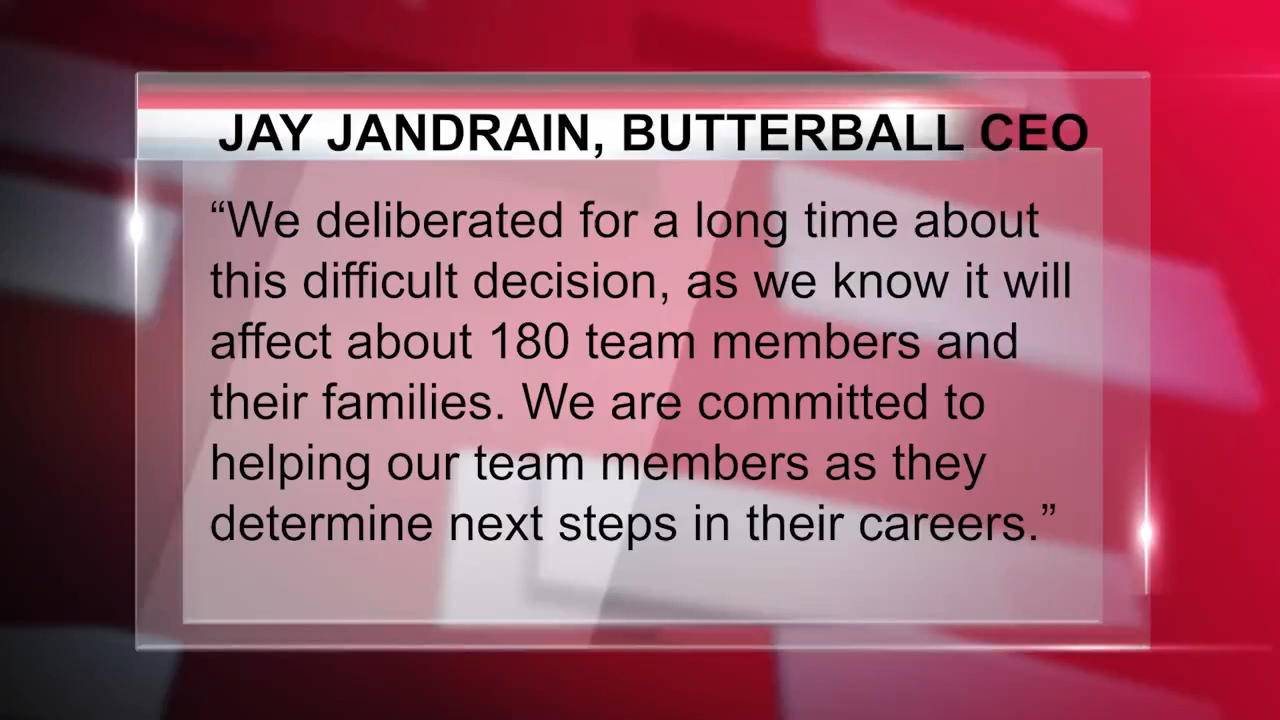 JAY JANDRAIN, BUTTERBALL CEO
“We deliberated for a long time about
this difficult decision, as we know it will
affect about 180 team members and
their families. We are committed to
helping our team members as they
determine next steps in their careers.”